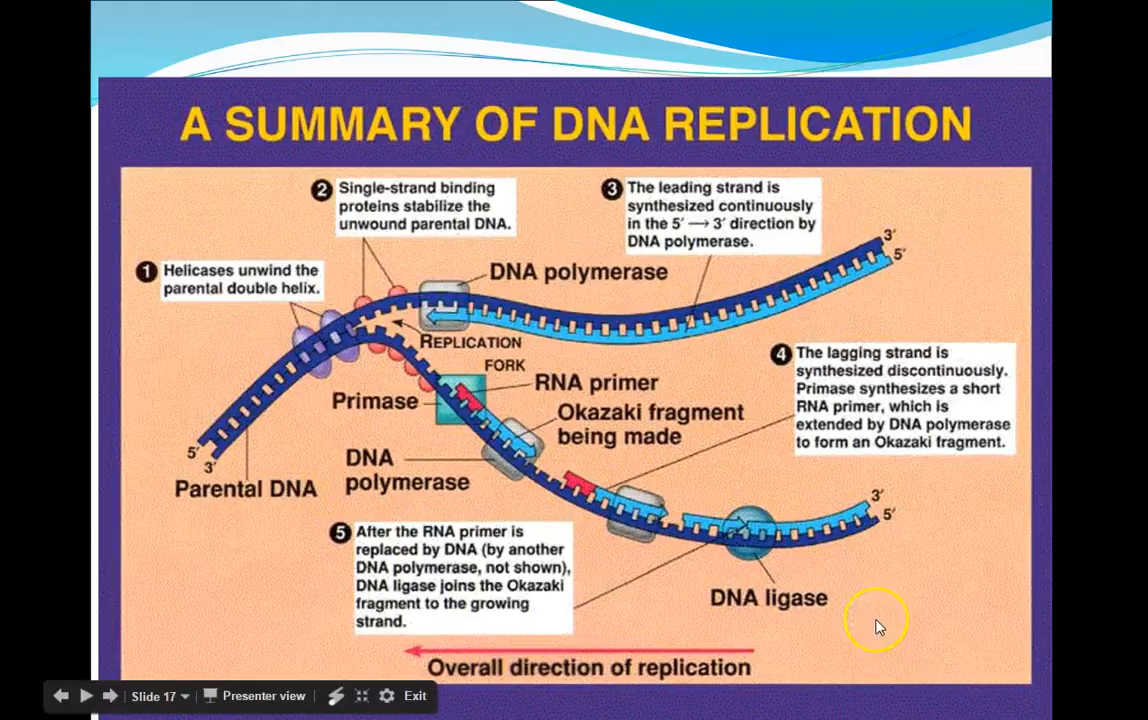 A SUMMARY OF DNA REPLICATION
2 Single-strand binding
proteins stabilize the
unwound parental DNA.
3 The leading strand is
synthesized continuously
in the 5′ → 3′ direction by
DNA polymerase.
1 Helicases unwind the
parental double helix.
DNA polymerase
3′
5′
REPLICATION
FORK
4 The lagging strand is
synthesized discontinuously.
Primase synthesizes a short
RNA primer, which is
extended by DNA polymerase
to form an Okazaki fragment.
RNA primer
Primase
Okazaki fragment
being made
5′
3′
DNA
polymerase
Parental DNA
3′
5′
5 After the RNA primer is
replaced by DNA (by another
DNA polymerase, not shown),
DNA ligase joins the Okazaki
fragment to the growing
strand.
DNA ligase
Overall direction of replication
Slide 17 Presenter view Exit